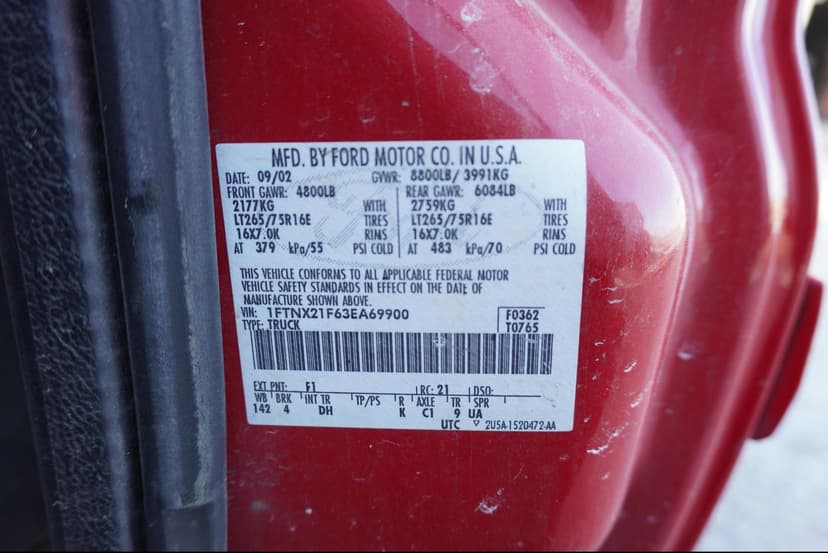 MFD. BY FORD MOTOR CO. IN U.S.A.
DATE: 09/02 GVWR: 8800LB/ 3991KG
FRONT GAWR: 4800LB REAR GAWR: 6084LB
2177KG WITH 2759KG WITH
LT265/75R16E TIRES LT265/75R16E TIRES
16X7.0K RIMS 16X7.0K RIMS
AT 379 kPa/55 PSI COLD AT 483 kPa/70 PSI COLD
THIS VEHICLE CONFORMS TO ALL APPLICABLE FEDERAL MOTOR
VEHICLE SAFETY STANDARDS IN EFFECT ON THE DATE OF
MANUFACTURE SHOWN ABOVE.
VIN: 1FTNX21F63EA69900 F0362
TYPE: TRUCK T0765
EXT PNT: F1 RC: 21 DSO:
WB BRK INT TR TP/PS R AXLE TR SPR
142 4 DH K C1 9 UA
UTC ▽ 2U5A-1520472-AA